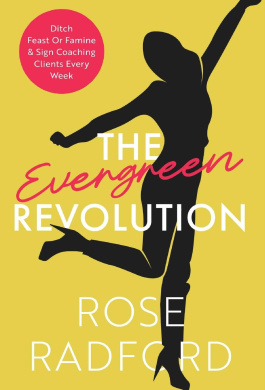 Ditch
Feast Or Famine
& Sign Coaching
Clients Every
Week
THE
Evergreen
REVOLUTION
ROSE
RADFORD